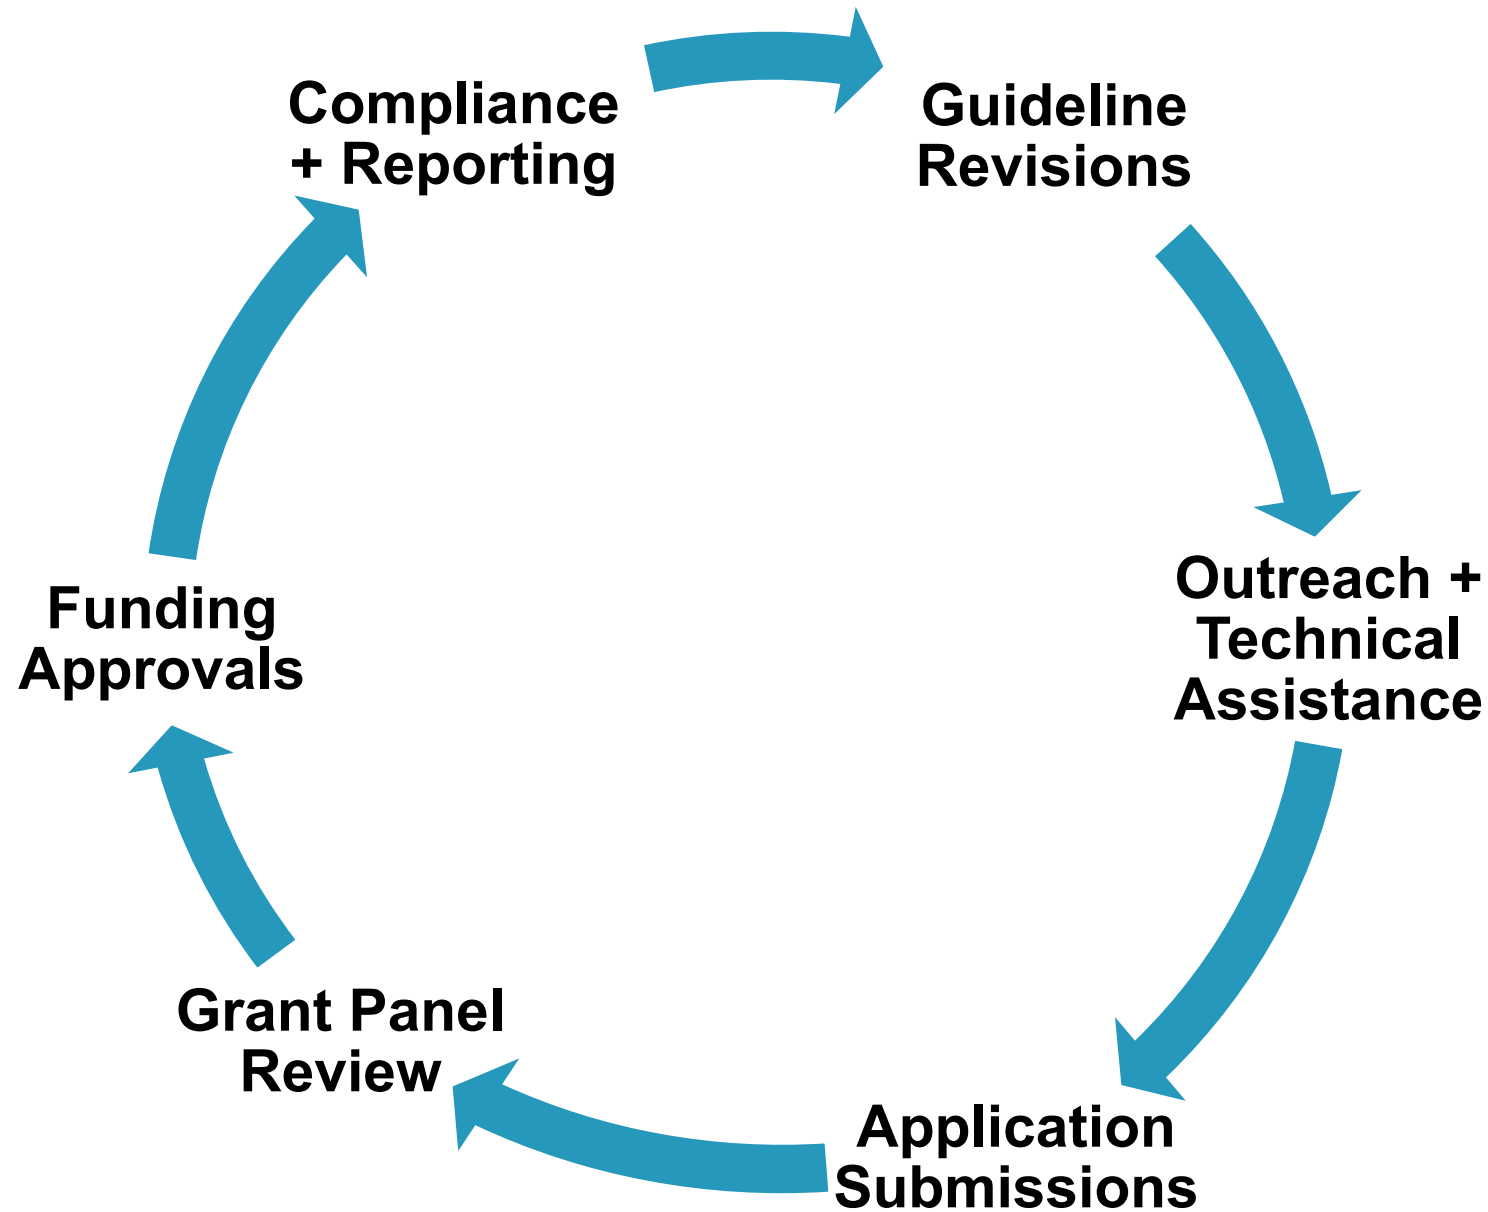 Compliance
+ Reporting
Guideline
Revisions
Outreach +
Technical
Assistance
Application
Submissions
Grant Panel
Review
Funding
Approvals